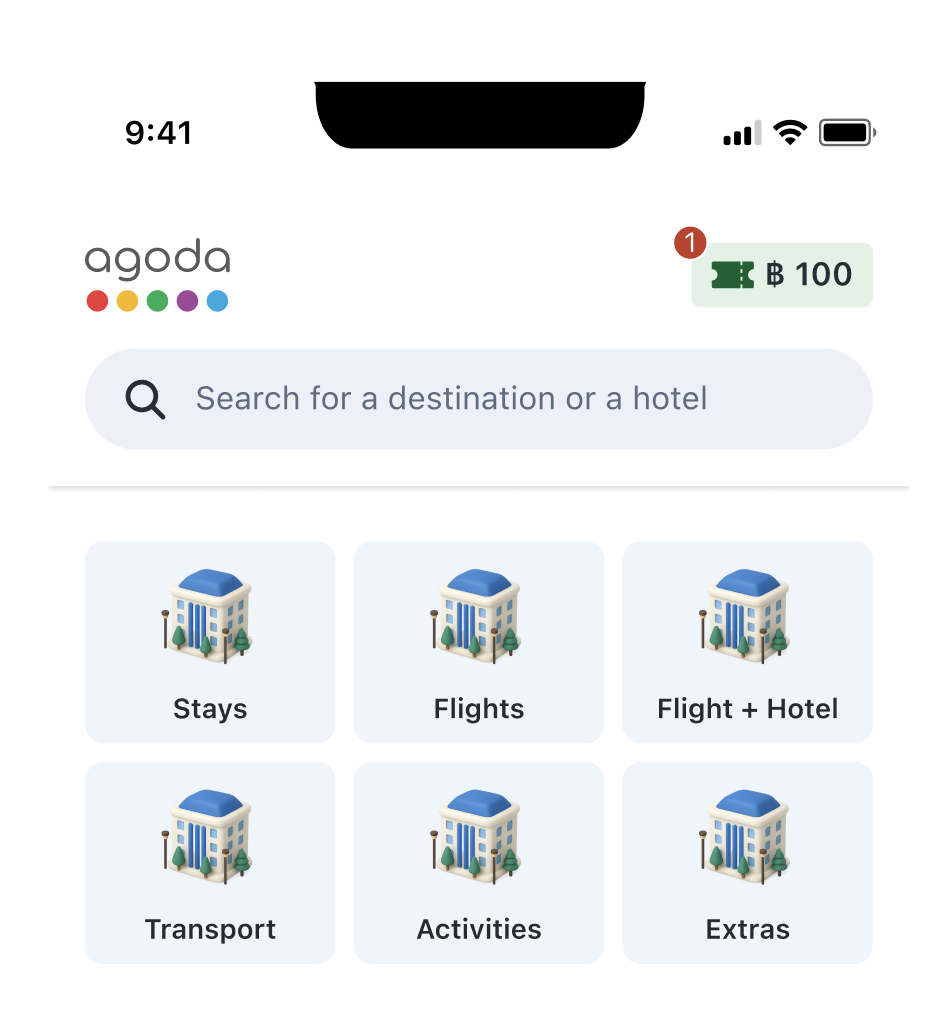 9:41
agoda
1
฿ 100
Search for a destination or a hotel
Stays
Flights
Flight + Hotel
Transport
Activities
Extras